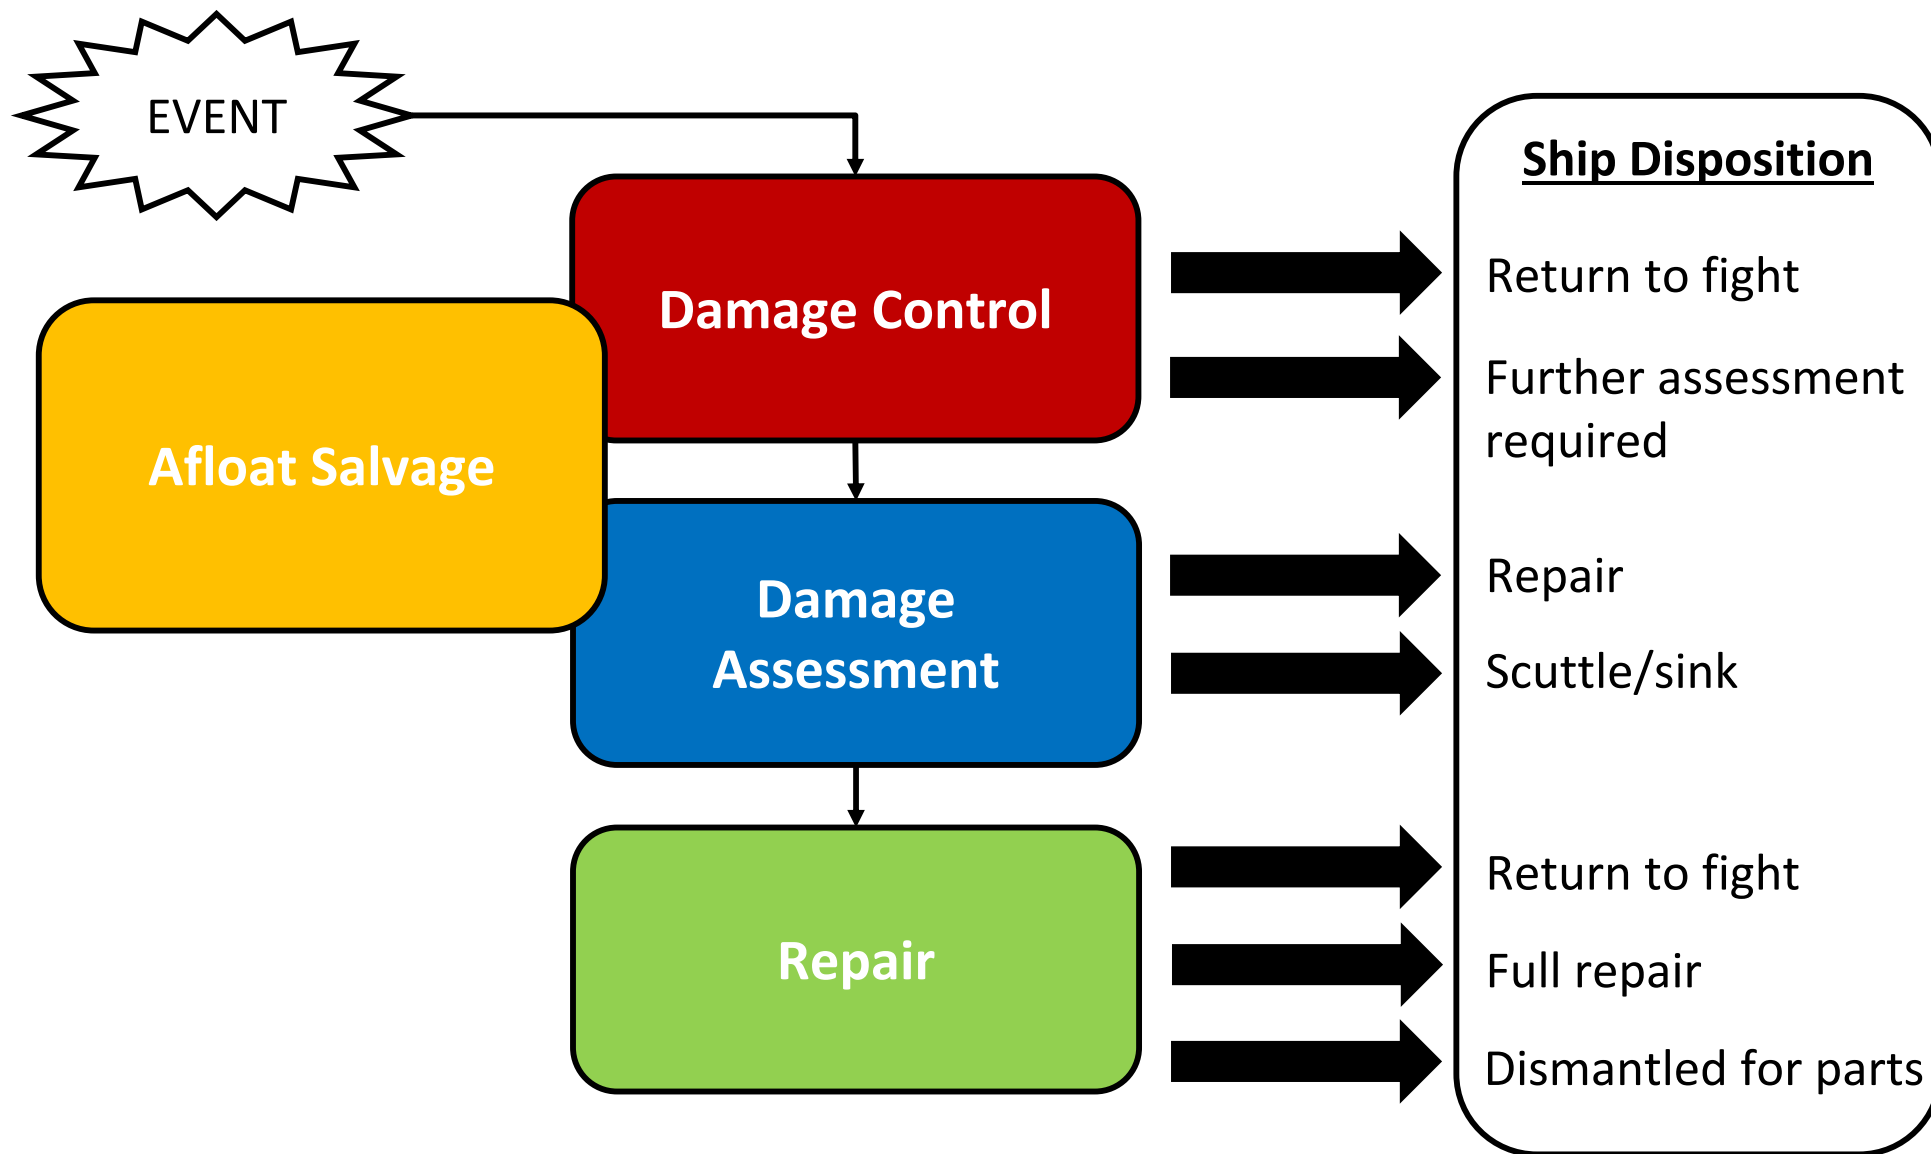 EVENT
Ship Disposition
Damage Control
Return to fight
Further assessment
required
Afloat Salvage
Damage
Assessment
Repair
Scuttle/sink
Repair
Return to fight
Full repair
Dismantled for parts